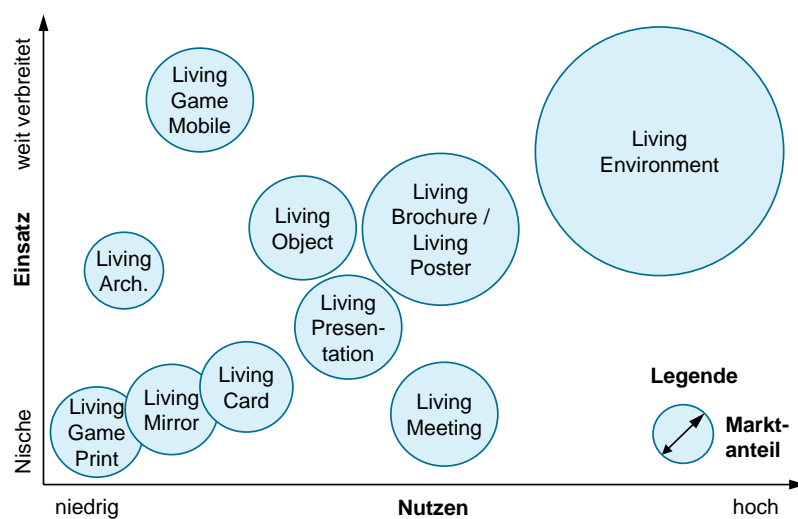 weit verbreitet
Einsatz
Nische
Living
Game
Mobile
Living
Environment
Living
Brochure /
Living
Poster
Living
Object
Living
Arch.
Living
Presen-
tation
Living
Card
Living
Mirror
Living
Game
Print
Living
Meeting
Legende
Markt-
anteil
niedrig
Nutzen
hoch